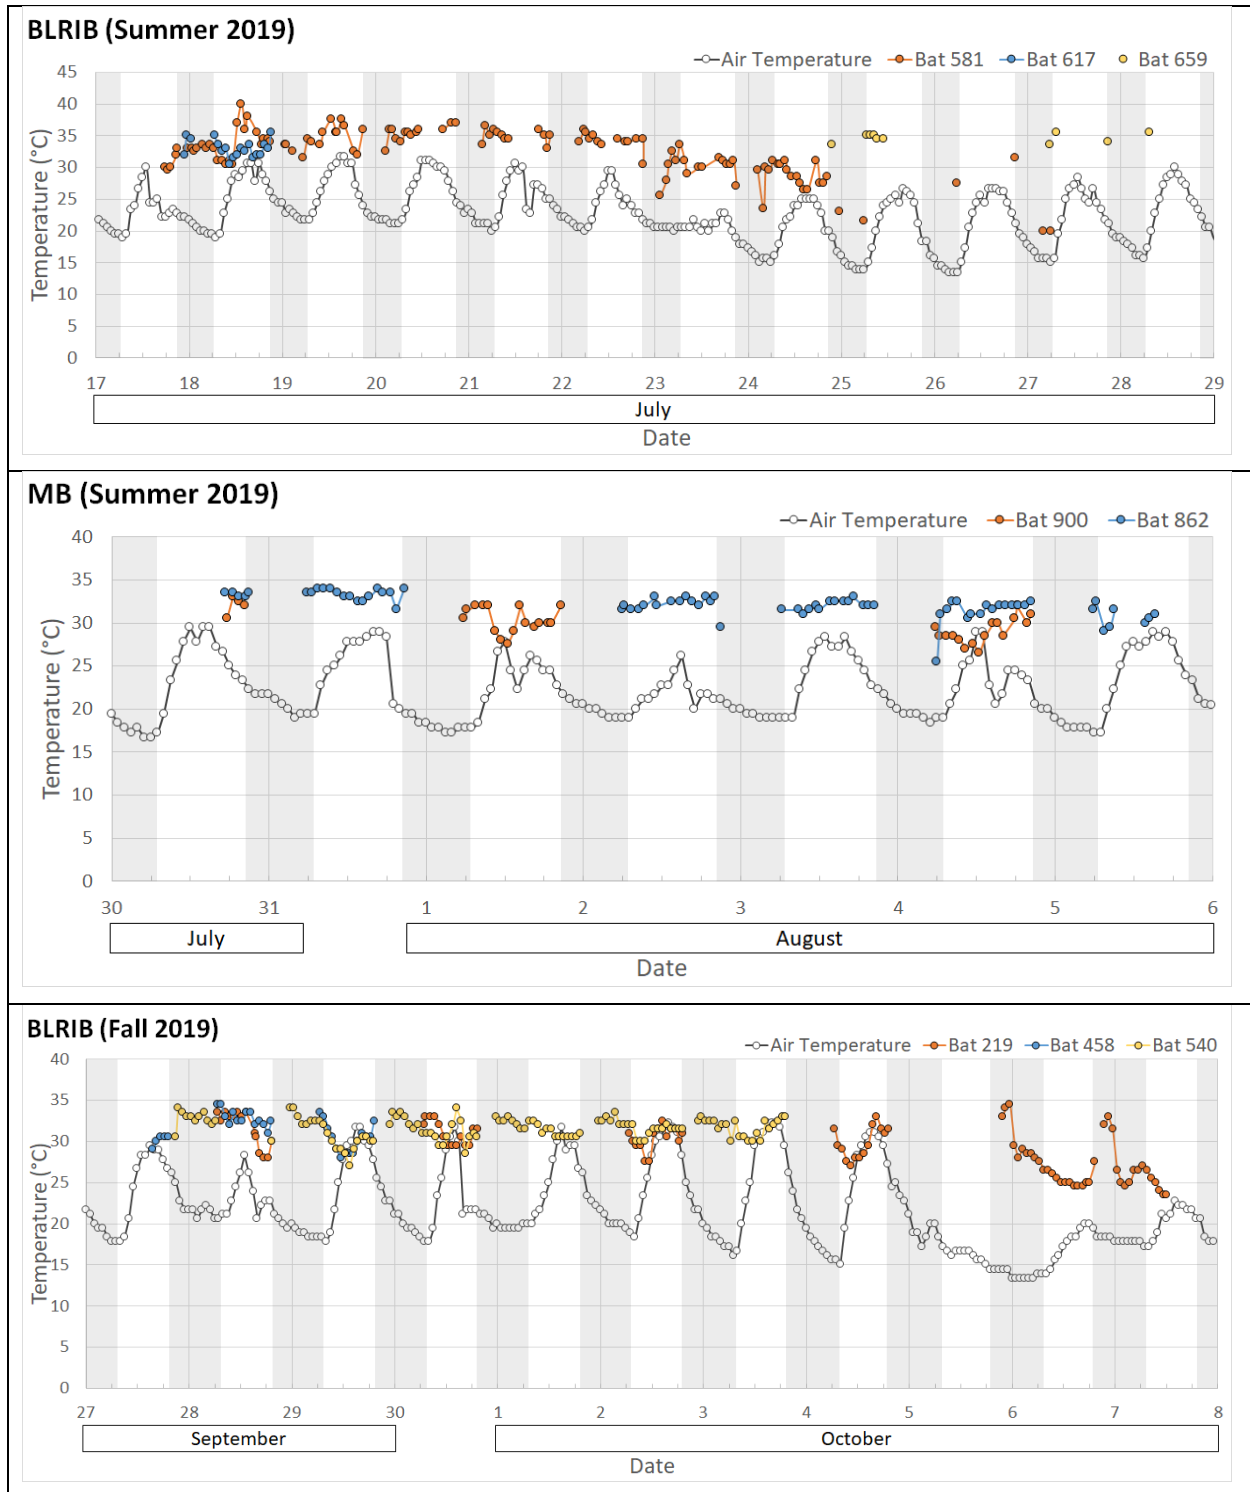 BLRIB (Summer 2019)
Air Temperature Bat 581 Bat 617 Bat 659
45
40
35
30
25
20
15
10
5
0
Temperature (°C)
17 18 19 20 21 22 23 24 25 26 27 28 29
July
Date
MB (Summer 2019)
Air Temperature Bat 900 Bat 862
40
35
30
25
20
15
10
5
0
Temperature (°C)
30 31 1 2 3 4 5 6
July August
Date
BLRIB (Fall 2019)
Air Temperature Bat 219 Bat 458 Bat 540
40
35
30
25
20
15
10
5
0
Temperature (°C)
27 28 29 30 1 2 3 4 5 6 7 8
September October
Date